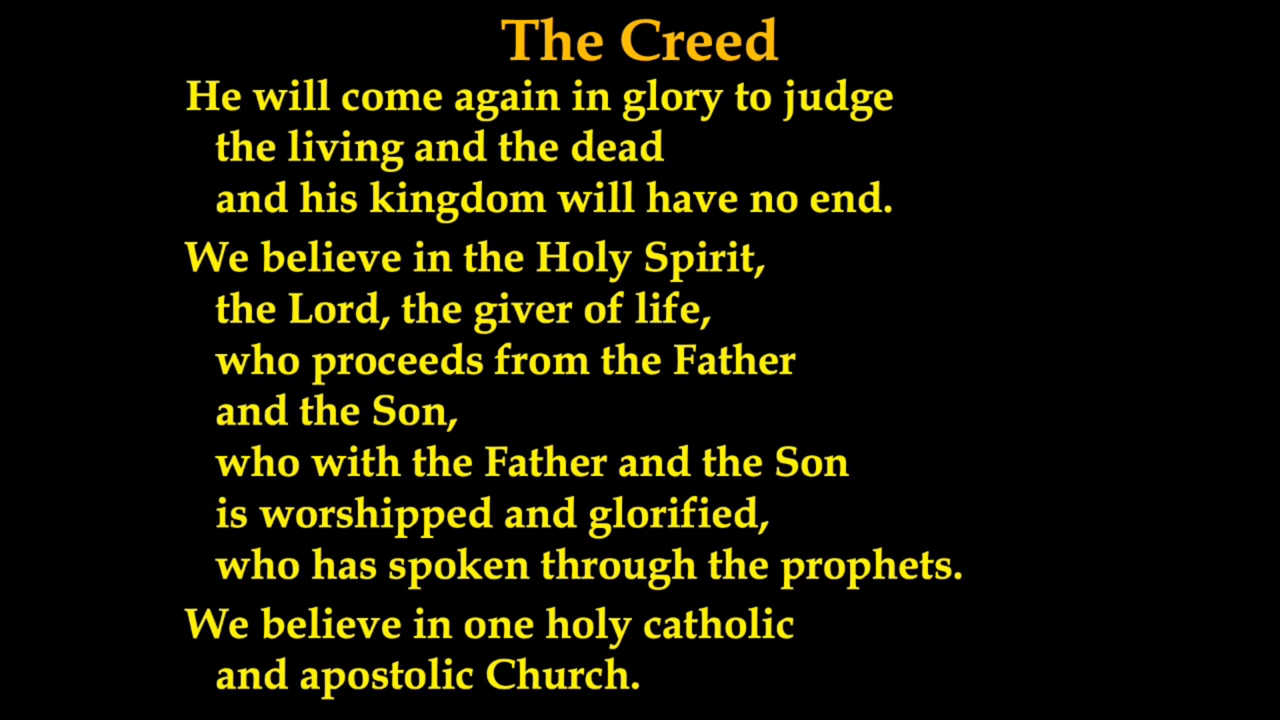 The Creed
He will come again in glory to judge
the living and the dead
and his kingdom will have no end.
We believe in the Holy Spirit,
the Lord, the giver of life,
who proceeds from the Father
and the Son,
who with the Father and the Son
is worshipped and glorified,
who has spoken through the prophets.
We believe in one holy catholic
and apostolic Church.